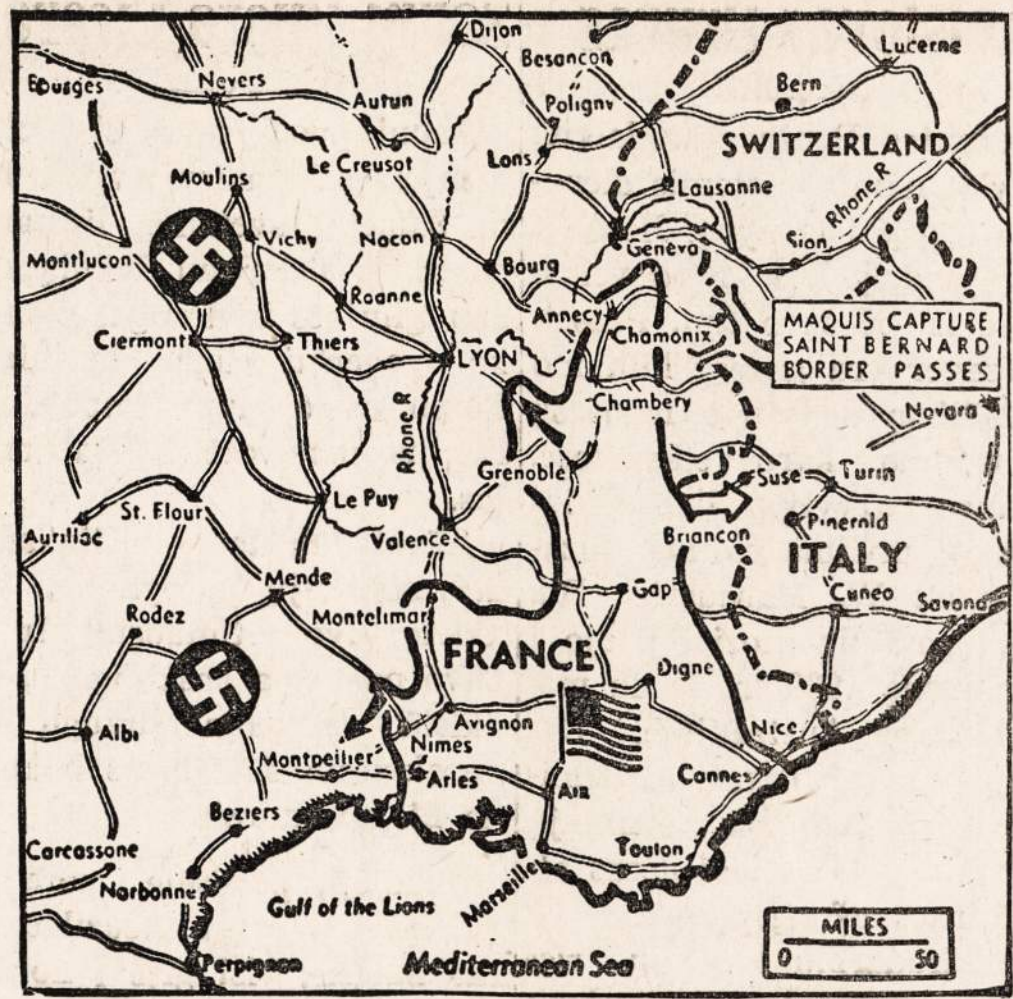 Dijon
Besancon
Lucerne
Bourges
Nevers
Autun
Poligny
Bern
SWITZERLAND
Le Creusot
Lons
Moulins
Lausanne
Rhone R
Vichy
Nacon
Geneva
Sion
Montlucon
Bourg
Roanne
Annecy
MAQUIS CAPTURE
SAINT BERNARD
BORDER PASSES
Chamonix
Clermont
Thiers
LYON
Chambery
Novara
Rhone R
Grenoble
Suse
Turin
Le Puy
St. Flour
Pinerold
Aurillac
Valence
Briancon
ITALY
Mende
Gap
Cuneo
Savona
Rodez
Montelimar
FRANCE
Digne
Albi
Avignon
Nice
Nimes
Montpellier
Arles
Cannes
Air
Beziers
Carcassone
Toulon
Narbonne
Marseille
Gulf of the Lions
MILES
0 50
Perpignan
Mediterranean Sea